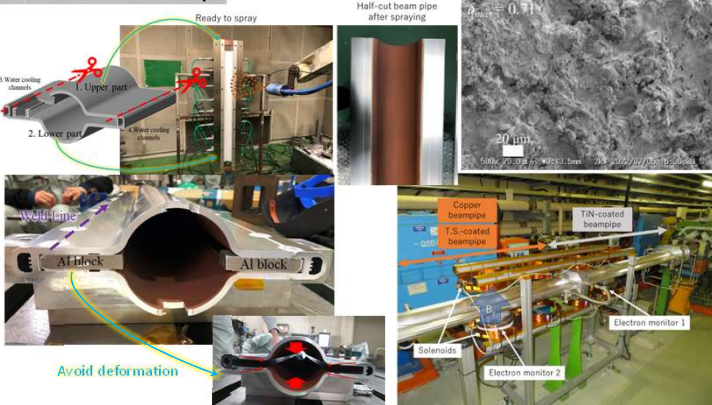 Ready to spray
Half-cut beam pipe
after spraying
= 0.71
3.Water cooling
channels
1. Upper part
2. Lower part
4.Water cooling
channels
20 µm
Weld Line
Al block
Al block
Avoid deformation
Copper
beampipe
T.S.-coated
beampipe
TiN-coated
beampipe
B
Solenoids
Electron monitor 1
Electron monitor 2